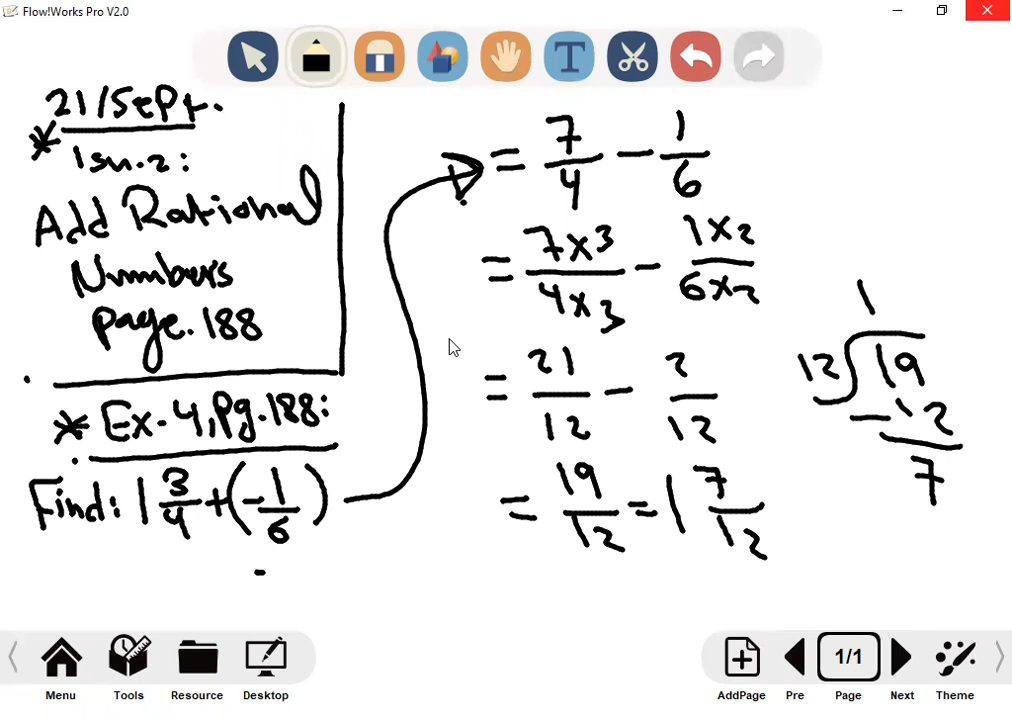 Flow!Works Pro V2.0
21/Sept.
* lsn.2:
Add Rational
Numbers
page.188
* Ex.4,Pg.188:
Find: 1 3/4 + (-1/6)
= 7/4 - 1/6
= 7x3/4x3 - 1x2/6x2
= 21/12 - 2/12
= 19/12 = 1 7/12
1
12 19
-12
7
T
Menu Tools Resource Desktop
1/1
AddPage Pre Page Next Theme